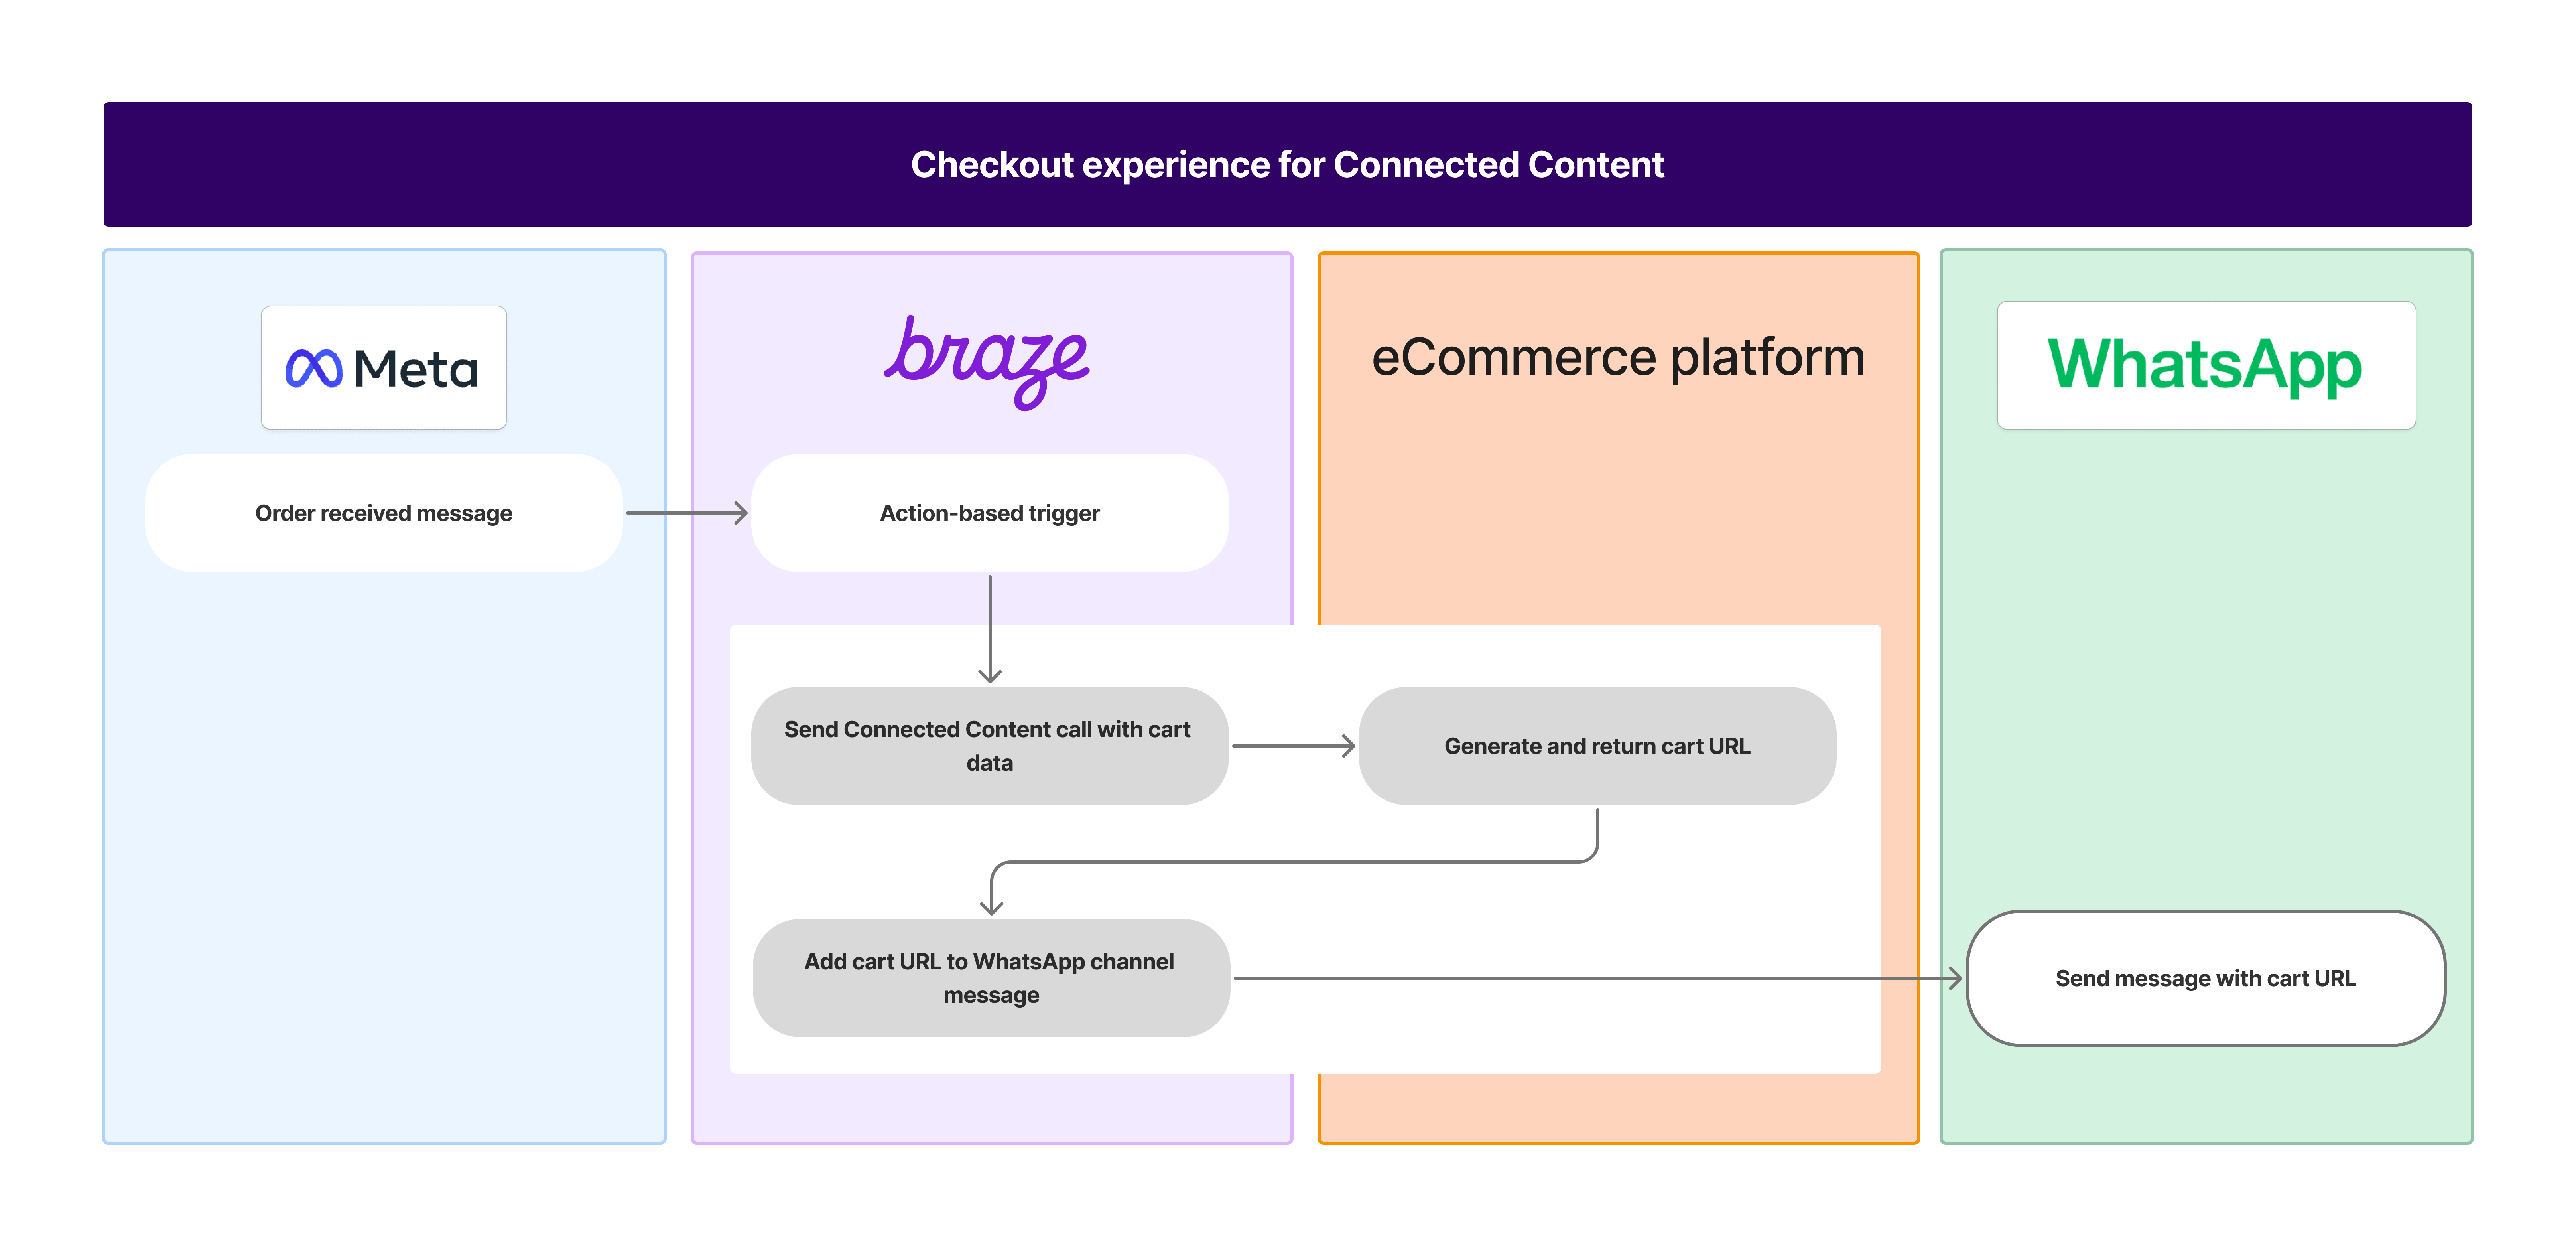 Checkout experience for Connected Content
Meta
braze
eCommerce platform
WhatsApp
Order received message
Action-based trigger
Send Connected Content call with cart
data
Generate and return cart URL
Add cart URL to WhatsApp channel
message
Send message with cart URL